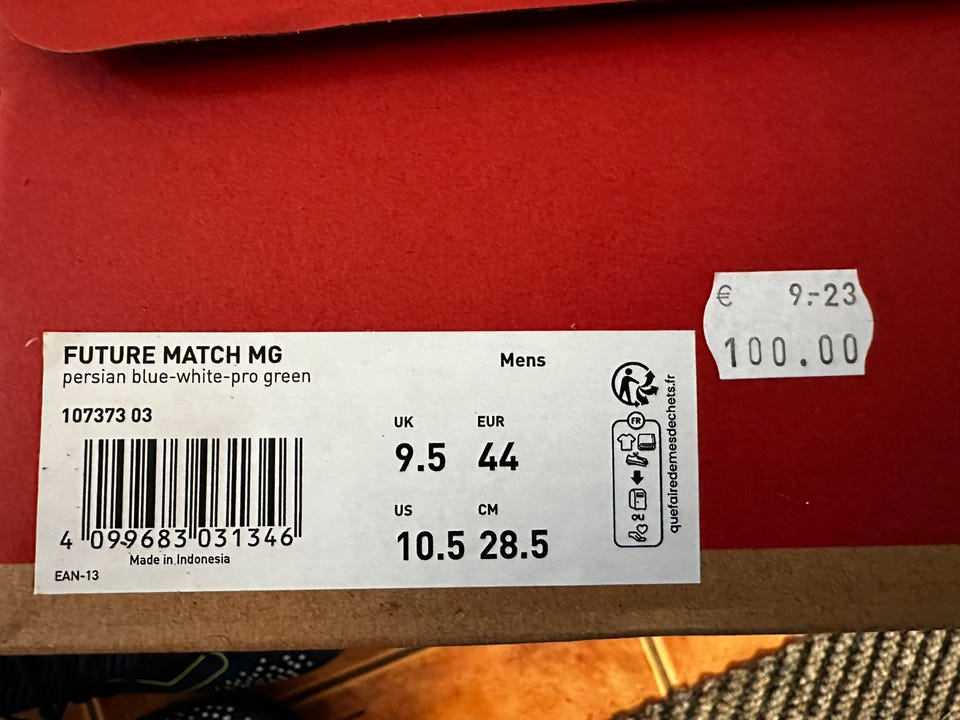 € 9.-23
100.00
FUTURE MATCH MG
persian blue-white-pro green
Mens
107373 03
UK EUR
9.5 44
US CM
10.5 28.5
4 099683 031346
Made in Indonesia
EAN-13
FR
quefairedemesdechets.fr